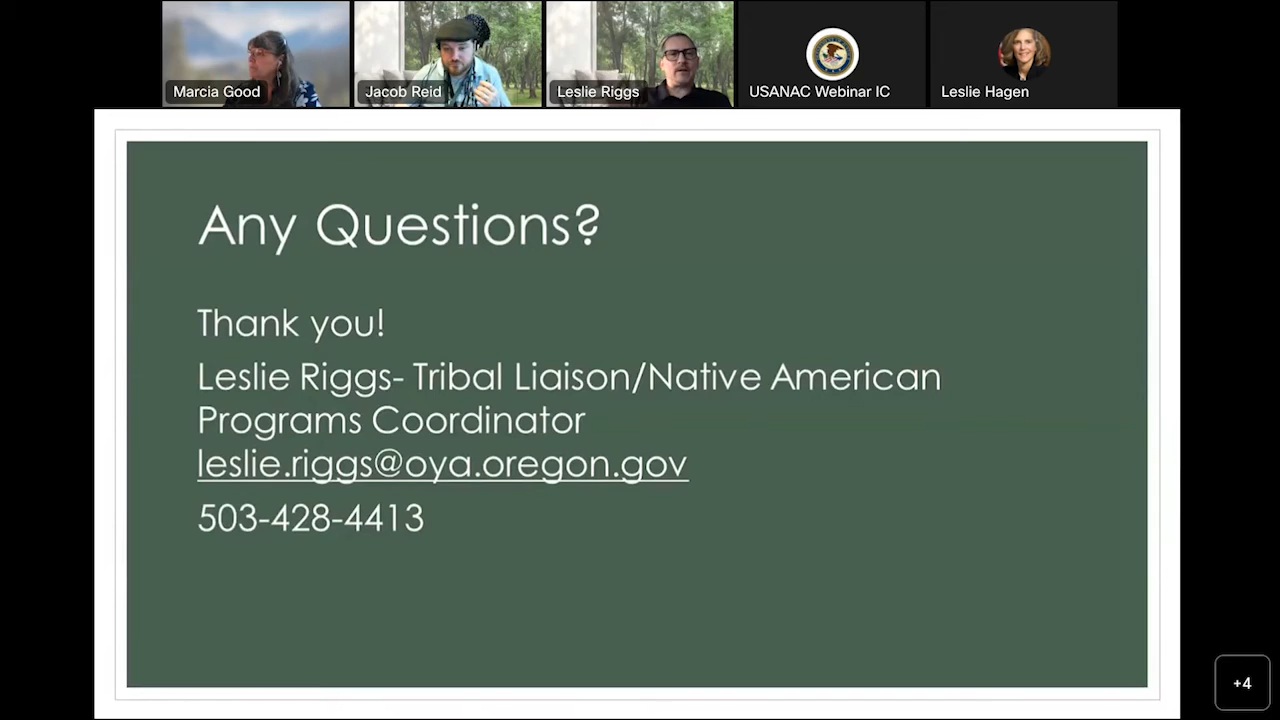 Marcia Good
Jacob Reid
Leslie Riggs
USANAC Webinar IC
Leslie Hagen
Any Questions?
Thank you!
Leslie Riggs- Tribal Liaison/Native American
Programs Coordinator
leslie.riggs@oya.oregon.gov
503-428-4413
+4